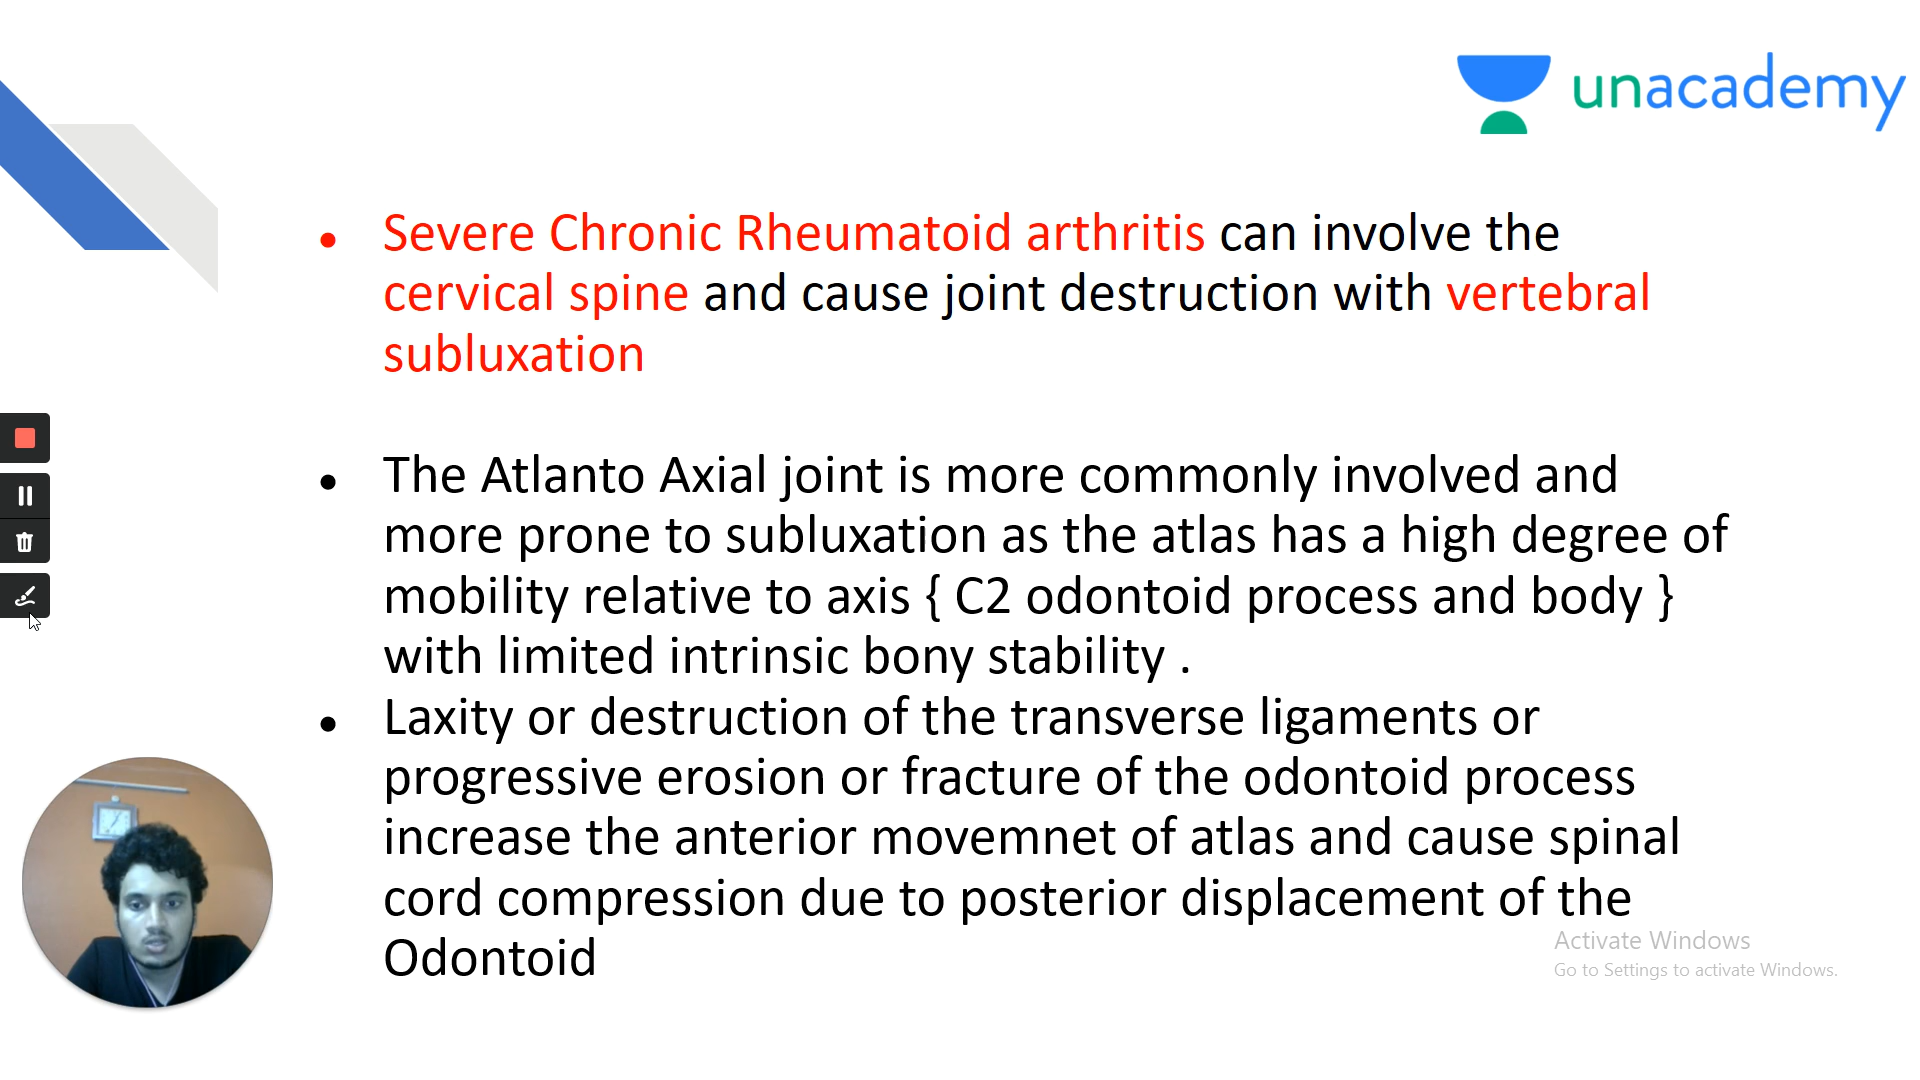 unacademy
• Severe Chronic Rheumatoid arthritis can involve the
cervical spine and cause joint destruction with vertebral
subluxation
• The Atlanto Axial joint is more commonly involved and
more prone to subluxation as the atlas has a high degree of
mobility relative to axis { C2 odontoid process and body }
with limited intrinsic bony stability .
• Laxity or destruction of the transverse ligaments or
progressive erosion or fracture of the odontoid process
increase the anterior movemnet of atlas and cause spinal
cord compression due to posterior displacement of the
Odontoid
Activate Windows
Go to Settings to activate Windows.